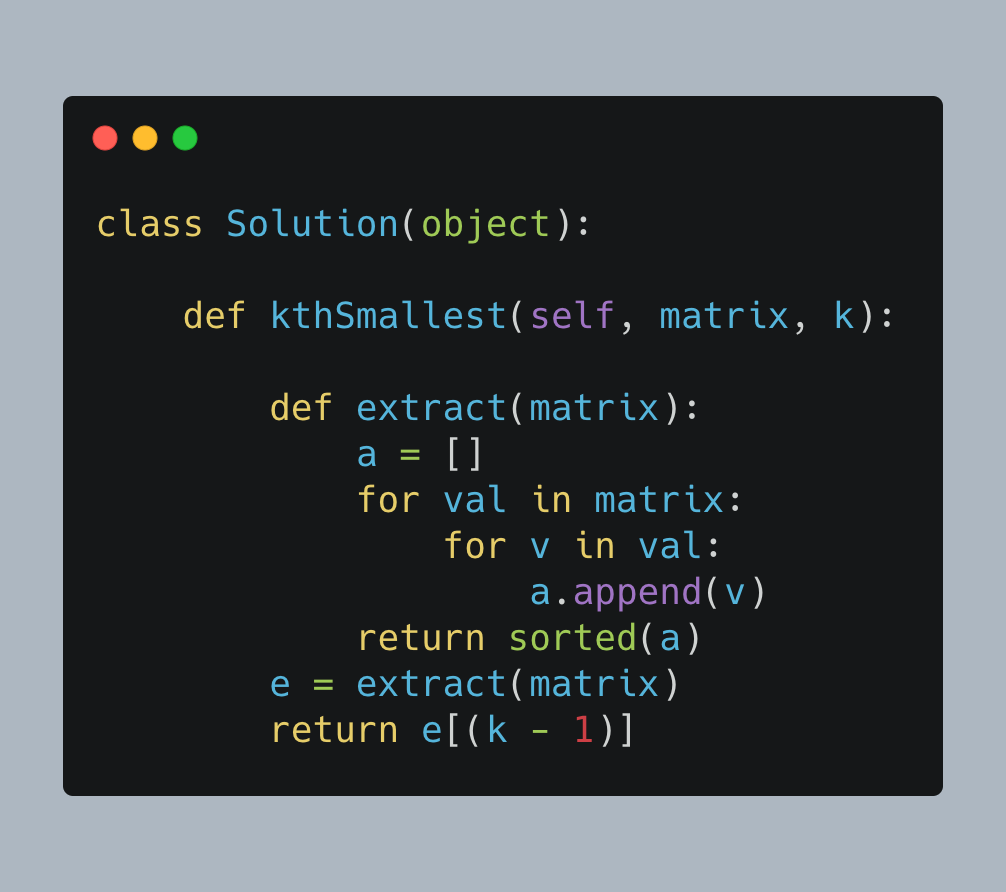 class Solution(object):
    def kthSmallest(self, matrix, k):
        def extract(matrix):
            a = []
            for val in matrix:
                for v in val:
                    a.append(v)
            return sorted(a)
        e = extract(matrix)
        return e[(k - 1)]